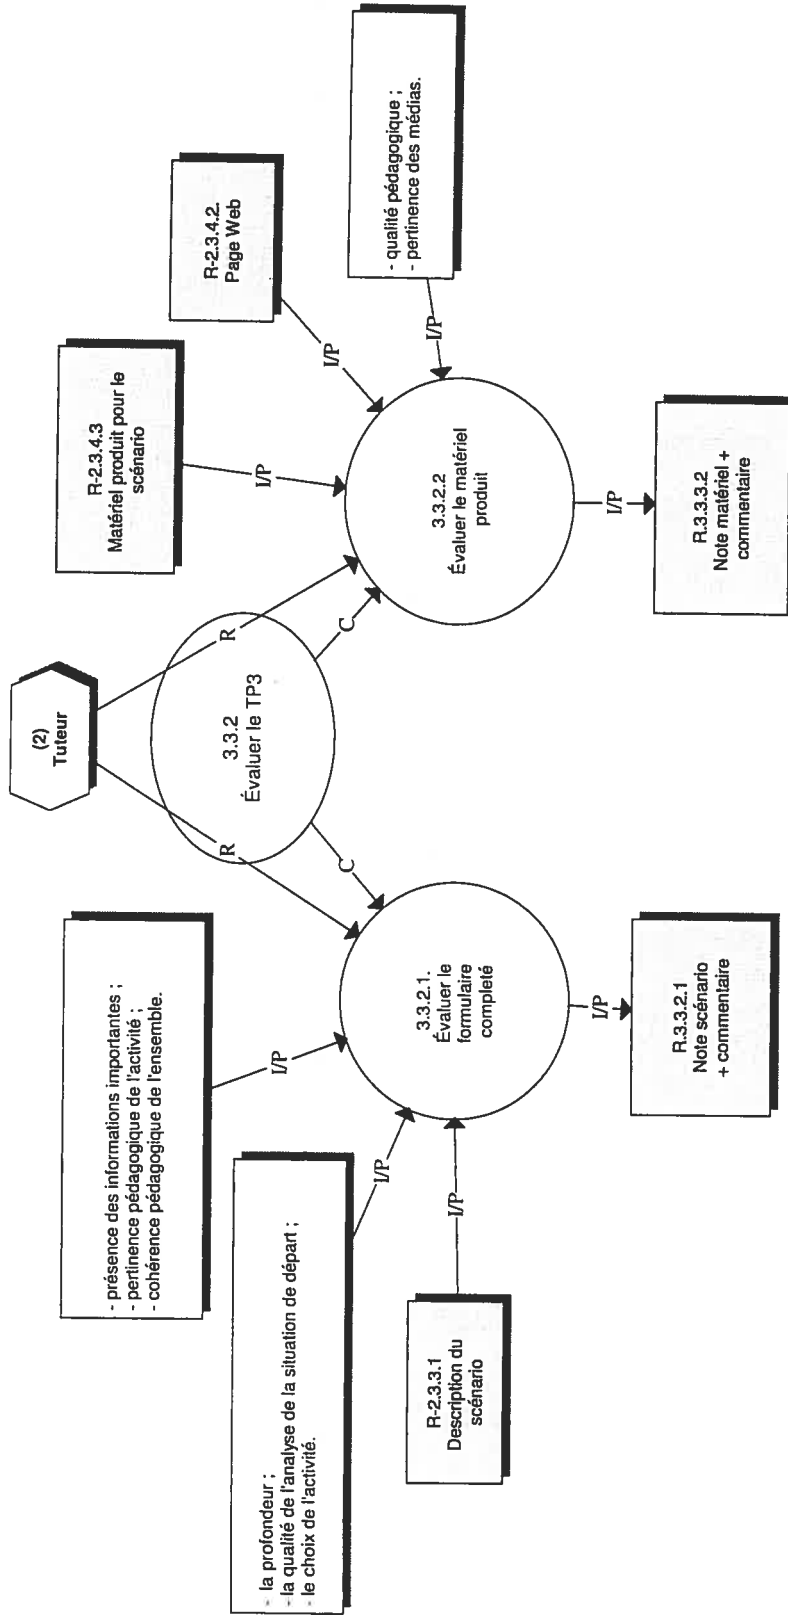 (2)
Tuteur
R-2.3.4.3
Matériel produit pour le
scénario
R-2.3.4.2.
Page Web
- qualité pédagogique ;
- pertinence des médias.
- présence des informations importantes ;
- pertinence pédagogique de l'activité ;
- cohérence pédagogique de l'ensemble.
- la profondeur ;
- la qualité de l'analyse de la situation de départ ;
- le choix de l'activité.
R-2.3.3.1
Description du
scénario
R
R
3.3.2
Évaluer le TP3
C
C
I/P
I/P
I/P
I/P
I/P
I/P
3.3.2.1.
Évaluer le
formulaire
completé
3.3.2.2
Évaluer le matériel
produit
I/P
I/P
R.3.3.2.1
Note scénario
+ commentaire
R.3.3.3.2
Note matériel +
commentaire